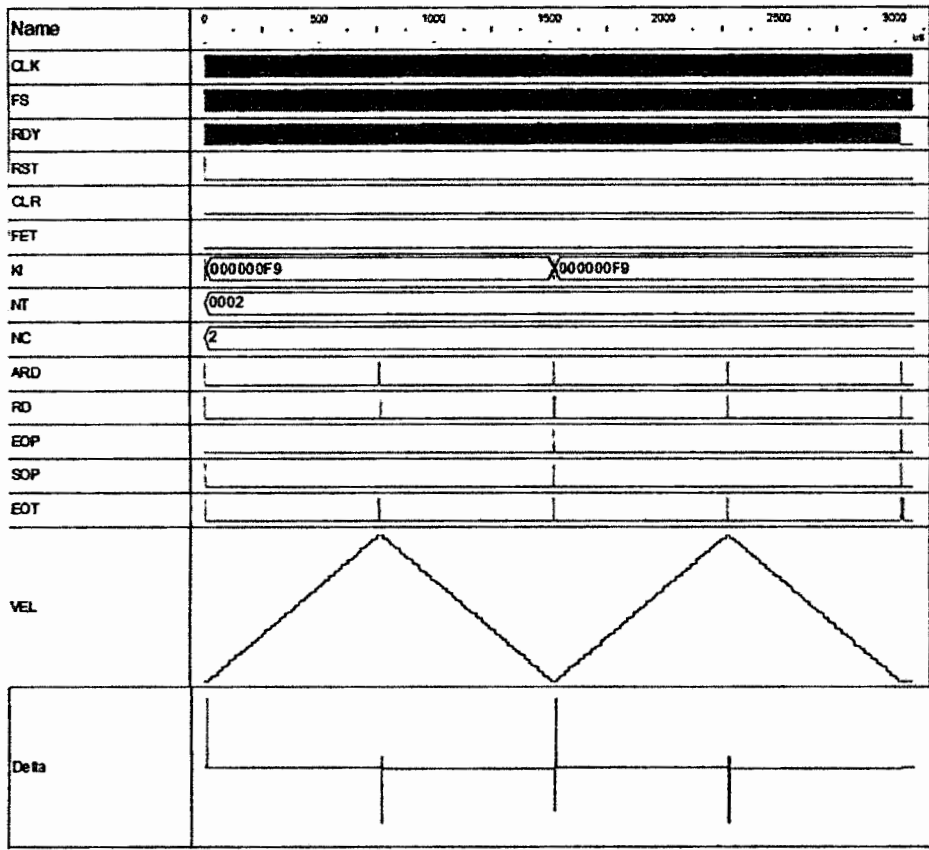 Name 0 500 1000 1500 2000 2500 3000
us
CLK
FS
RDY
RST
CLR
FET
KI 000000F9 000000F9
NT 0002
NC 2
ARD
RD
EOP
SOP
EOT
VEL
Delta